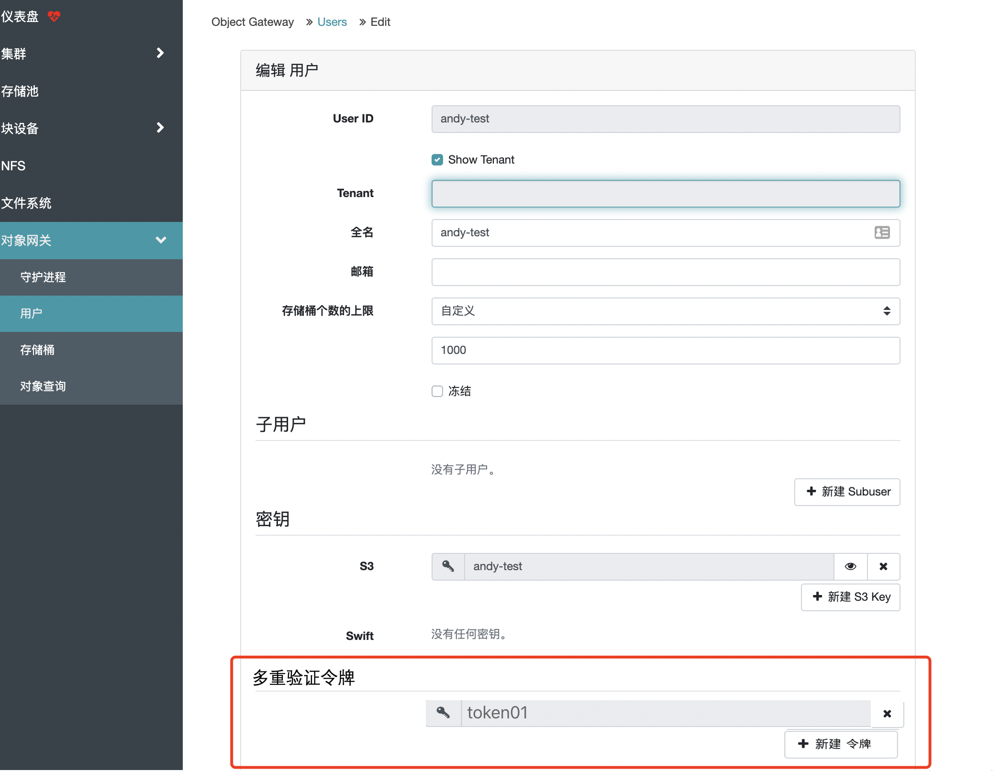 仪表盘
集群
存储池
块设备
NFS
文件系统
对象网关
守护进程
用户
存储桶
对象查询
Object Gateway » Users » Edit
编辑 用户
User ID andy-test
Show Tenant
Tenant
全名 andy-test
邮箱
存储桶个数的上限 自定义
1000
冻结
子用户
没有子用户。
新建 Subuser
密钥
S3 andy-test
新建 S3 Key
Swift 没有任何密钥。
多重验证令牌
token01
新建 令牌